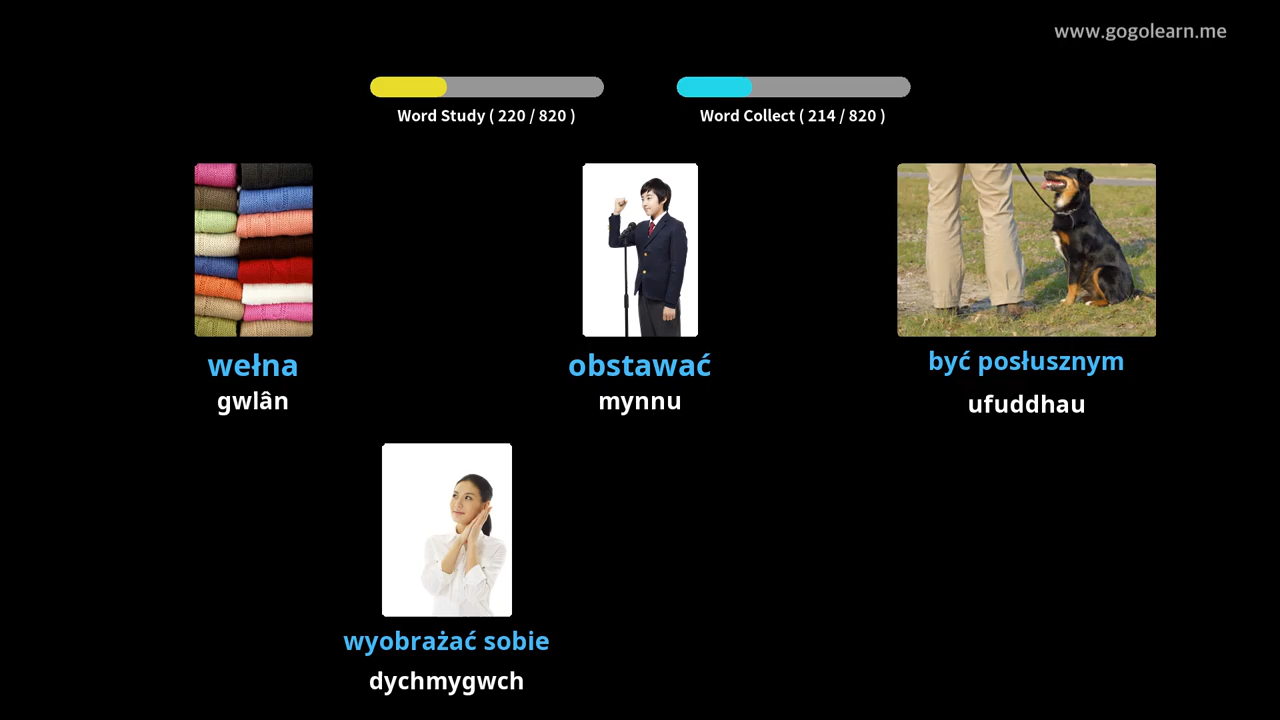 www.gogolearn.me
Word Study ( 220 / 820 )
Word Collect ( 214 / 820 )
wełna
gwlân
obstawać
mynnu
być posłusznym
ufuddhau
wyobrażać sobie
dychmygwch